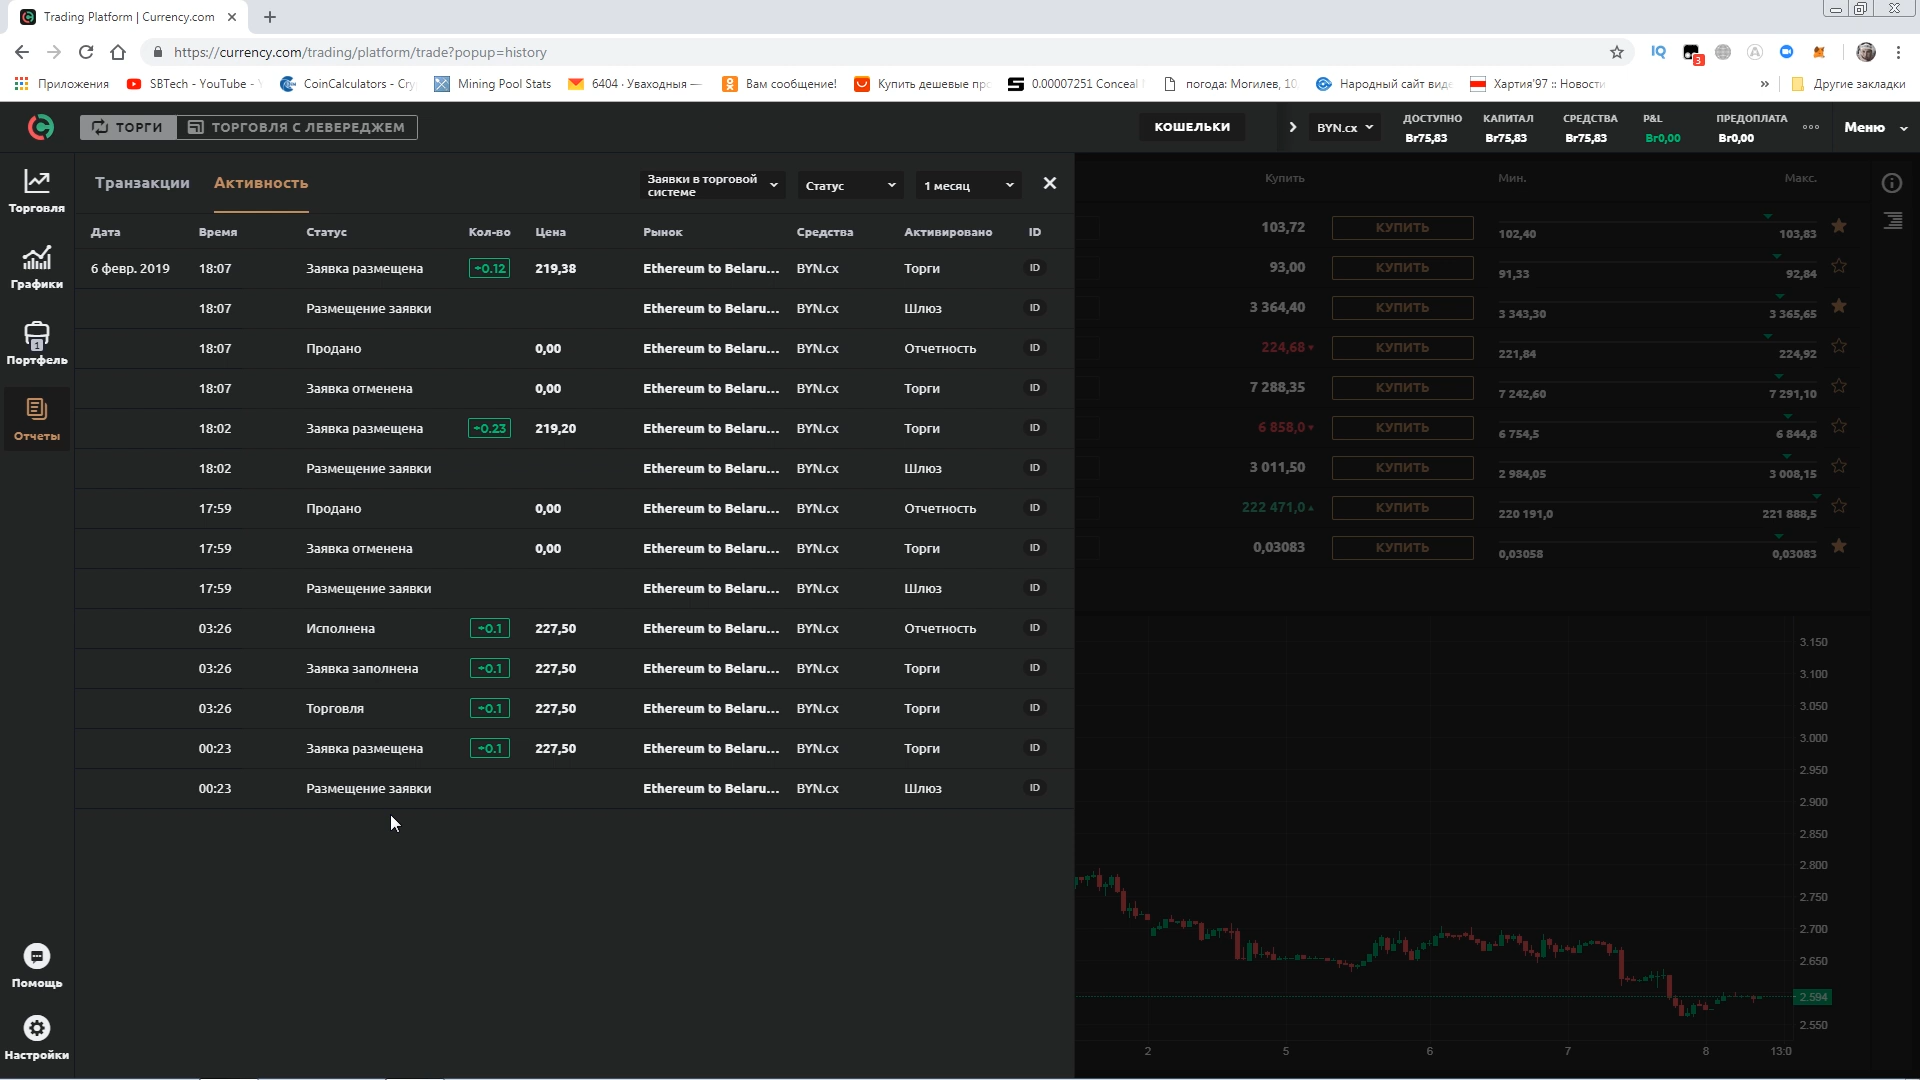 Trading Platform | Currency.com
https://currency.com/trading/platform/trade?popup=history
IQ
3
Приложения
SBTech - YouTube -
CoinCalculators - Cry
Mining Pool Stats
6404 · Уваходныя —
Вам сообщение!
Купить дешевые про
0.00007251 Conceal
погода: Могилев, 10
Народный сайт виде
Хартия'97 :: Новости
»
Другие закладки
ТОРГИ
ТОРГОВЛЯ С ЛЕВЕРЕДЖЕМ
КОШЕЛЬКИ
BYN.cx
ДОСТУПНО
Br75,83
КАПИТАЛ
Br75,83
СРЕДСТВА
Br75,83
P&L
Br0,00
ПРЕДОПЛАТА
Br0,00
Меню
Торговля
Графики
1
Портфель
Отчеты
Помощь
Настройки
Транзакции
Активность
Заявки в торговой
системе
Статус
1 месяц
Дата Время Статус Кол-во Цена Рынок Средства Активировано ID
6 февр. 2019 18:07 Заявка размещена +0.12 219,38 Ethereum to Belaru... BYN.cx Торги ID
18:07 Размещение заявки Ethereum to Belaru... BYN.cx Шлюз ID
18:07 Продано 0,00 Ethereum to Belaru... BYN.cx Отчетность ID
18:07 Заявка отменена 0,00 Ethereum to Belaru... BYN.cx Торги ID
18:02 Заявка размещена +0.23 219,20 Ethereum to Belaru... BYN.cx Торги ID
18:02 Размещение заявки Ethereum to Belaru... BYN.cx Шлюз ID
17:59 Продано 0,00 Ethereum to Belaru... BYN.cx Отчетность ID
17:59 Заявка отменена 0,00 Ethereum to Belaru... BYN.cx Торги ID
17:59 Размещение заявки Ethereum to Belaru... BYN.cx Шлюз ID
03:26 Исполнена +0.1 227,50 Ethereum to Belaru... BYN.cx Отчетность ID
03:26 Заявка заполнена +0.1 227,50 Ethereum to Belaru... BYN.cx Торги ID
03:26 Торговля +0.1 227,50 Ethereum to Belaru... BYN.cx Торги ID
00:23 Заявка размещена +0.1 227,50 Ethereum to Belaru... BYN.cx Торги ID
00:23 Размещение заявки Ethereum to Belaru... BYN.cx Шлюз ID
Купить Мин. Макс.
103,72 КУПИТЬ 102,40 103,83
93,00 КУПИТЬ 91,33 92,84
3 364,40 КУПИТЬ 3 343,30 3 365,65
224,68 КУПИТЬ 221,84 224,92
7 288,35 КУПИТЬ 7 242,60 7 291,10
6 858,0 КУПИТЬ 6 754,5 6 844,8
3 011,50 КУПИТЬ 2 984,05 3 008,15
222 471,0 КУПИТЬ 220 191,0 221 888,5
0,03083 КУПИТЬ 0,03058 0,03083
3.150
3.100
3.050
3.000
2.950
2.900
2.850
2.800
2.750
2.700
2.650
2.594
2.550
2 5 6 7 8 13:0